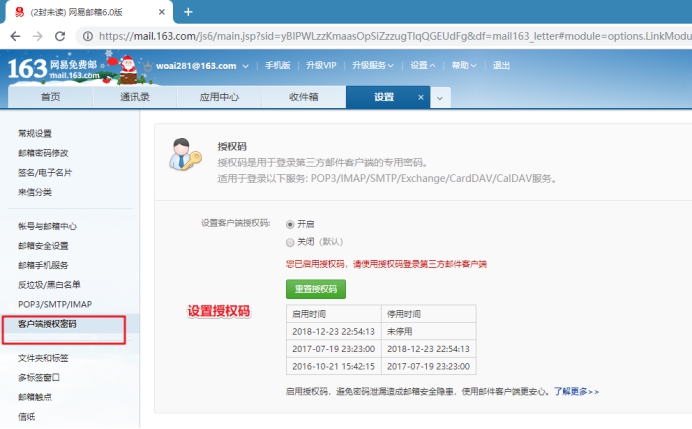 (2封未读) 网易邮箱6.0版
https://mail.163.com/js6/main.jsp?sid=yBIPWLzzKmaasOpSiZzzugTlqQGEUdFg&df=mail163_letter#module=options.LinkModu
163 网易免费邮 mail.163.com
woai281@163.com 手机版 升级VIP 升级服务 设置 帮助 退出
首页 通讯录 应用中心 收件箱 设置 ×
常规设置
邮箱密码修改
签名/电子名片
来信分类
帐号与邮箱中心
邮箱安全设置
邮箱手机服务
反垃圾/黑白名单
POP3/SMTP/IMAP
客户端授权密码
文件夹和标签
多标签窗口
邮箱触点
信纸
授权码
授权码是用于登录第三方邮件客户端的专用密码。
适用于登录以下服务: POP3/IMAP/SMTP/Exchange/CardDAV/CalDAV服务。
设置客户端授权码: 开启
关闭（默认）
您已启用授权码，请使用授权码登录第三方邮件客户端
重置授权码
设置授权码
启用时间 停用时间
2018-12-23 22:54:13 未停用
2017-07-19 23:23:00 2018-12-23 22:54:13
2016-10-21 15:42:15 2017-07-19 23:23:00
启用授权码，避免密码泄漏造成邮箱安全隐患，使用邮件客户端更安心。了解更多>>